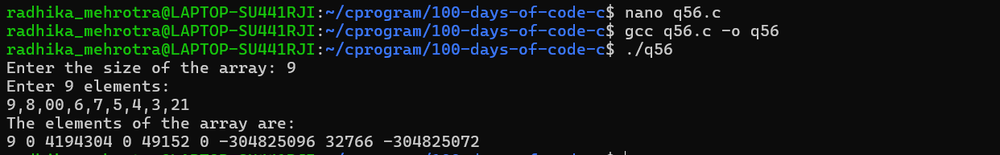 radhika_mehrotra@LAPTOP-SU441RJI:~/cprogram/100-days-of-code-c$ nano q56.c
radhika_mehrotra@LAPTOP-SU441RJI:~/cprogram/100-days-of-code-c$ gcc q56.c -o q56
radhika_mehrotra@LAPTOP-SU441RJI:~/cprogram/100-days-of-code-c$ ./q56
Enter the size of the array: 9
Enter 9 elements:
9,8,00,6,7,5,4,3,21
The elements of the array are:
9 0 4194304 0 49152 0 -304825096 32766 -304825072